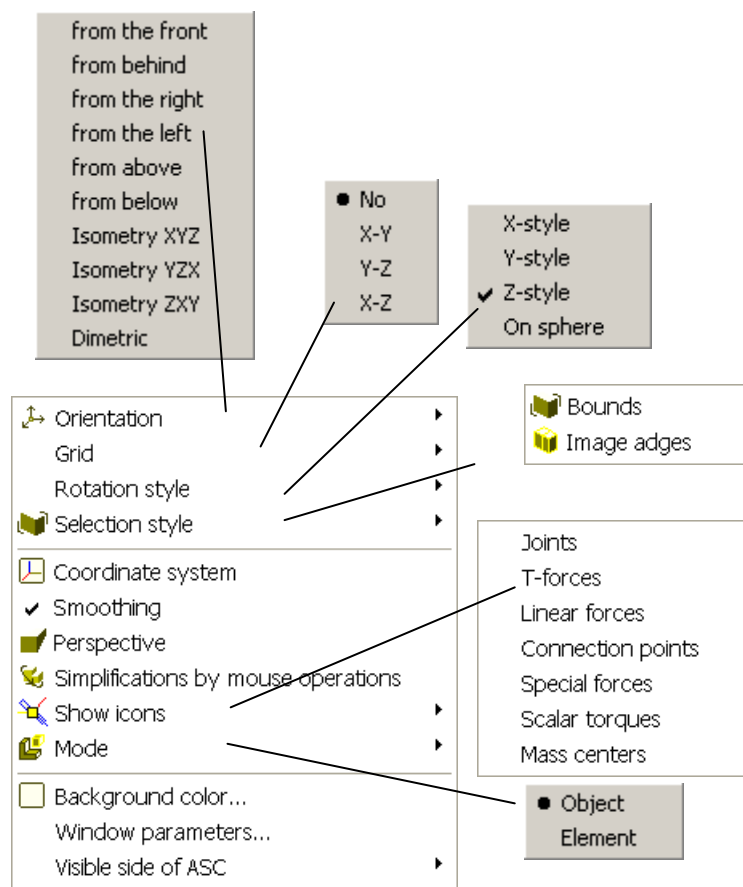 from the front
from behind
from the right
from the left
from above
from below
Isometry XYZ
Isometry YZX
Isometry ZXY
Dimetric
No
X-Y
Y-Z
X-Z
X-style
Y-style
Z-style
On sphere
Orientation
Grid
Rotation style
Selection style
Coordinate system
Smoothing
Perspective
Simplifications by mouse operations
Show icons
Mode
Background color...
Window parameters...
Visible side of ASC
Bounds
Image adges
Joints
T-forces
Linear forces
Connection points
Special forces
Scalar torques
Mass centers
Object
Element